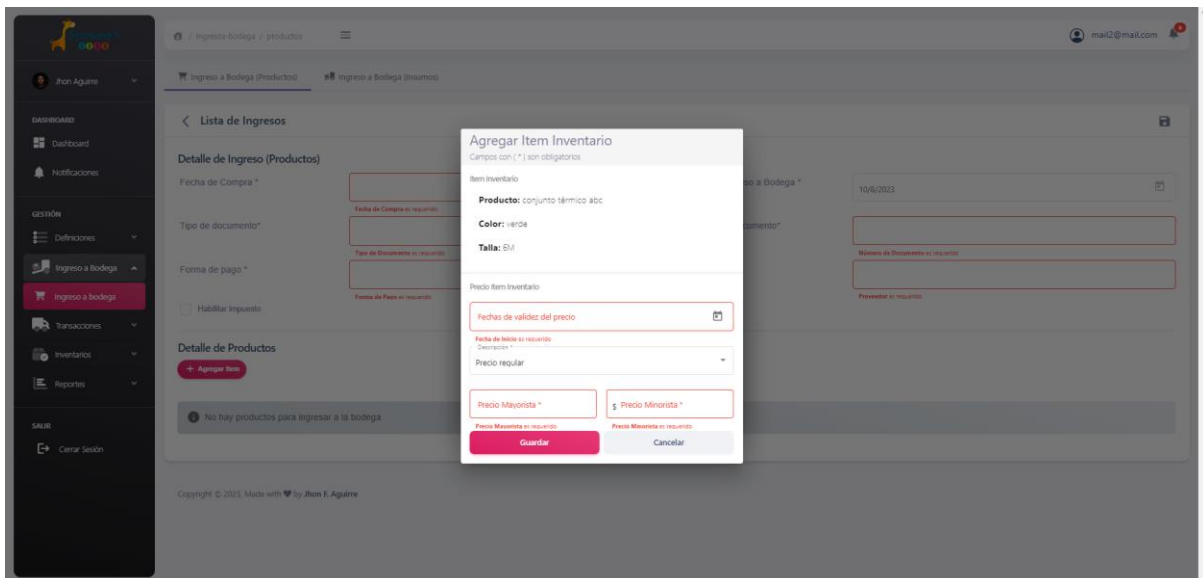 / Ingreso-bodega / productos
mail2@mail.com
Jhon Aguirre
Ingreso a Bodega (Productos)
Ingreso a Bodega (Insumos)
DASHBOARD
Dashboard
Notificaciones
GESTIÓN
Definiciones
Ingreso a Bodega
Ingreso a bodega
Transacciones
Inventarios
Reportes
SALIR
Cerrar Sesión
Lista de Ingresos
Detalle de Ingreso (Productos)
Fecha de Compra *
Fecha de Compra es requerido
so a Bodega *
10/6/2023
Tipo de documento*
Tipo de Documento es requerido
cumento*
Número de Documento es requerido
Forma de pago *
Forma de Pago es requerido
Proveedor es requerido
Habilitar Impuesto
Detalle de Productos
+ Agregar Item
No hay productos para ingresar a la bodega
Agregar Item Inventario
Campos con ( * ) son obligatorios
Item Inventario
Producto: conjunto térmico abc
Color: verde
Talla: 6M
Precio Item Inventario
Fechas de validez del precio
Fecha de Inicio es requerido
Descripción *
Precio regular
Precio Mayorista *
$ Precio Minorista *
Precio Mayorista es requerido
Precio Minorista es requerido
Guardar
Cancelar
Copyright © 2023, Made with ♥ by Jhon F. Aguirre